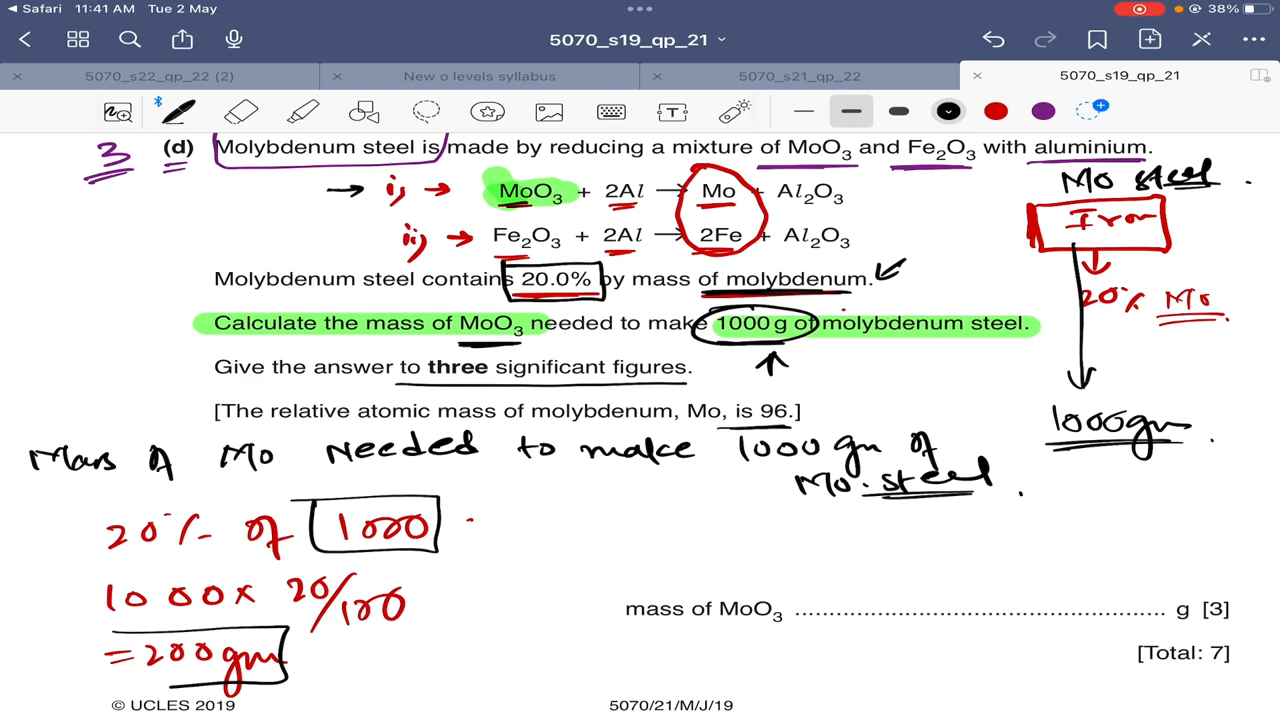 Safari 11:41 AM Tue 2 May 38%
5070_s19_qp_21
5070_s22_qp_22 (2) New o levels syllabus 5070_s21_qp_22 5070_s19_qp_21
3 (d) Molybdenum steel is made by reducing a mixture of MoO₃ and Fe₂O₃ with aluminium.
Mo steel.
→ i) → MoO₃ + 2Al → Mo + Al₂O₃
Iron
ii) → Fe₂O₃ + 2Al → 2Fe + Al₂O₃
Molybdenum steel contains 20.0% by mass of molybdenum.
20% Mo.
Calculate the mass of MoO₃ needed to make 1000 g of molybdenum steel.
Give the answer to three significant figures.
[The relative atomic mass of molybdenum, Mo, is 96.]
1000gm.
Mass of Mo Needed to make 1000 gm of
Mo. steel.
20% of 1000.
1000 x 20/100
mass of MoO₃ ........................................................ g [3]
= 200gm
[Total: 7]
© UCLES 2019 5070/21/M/J/19